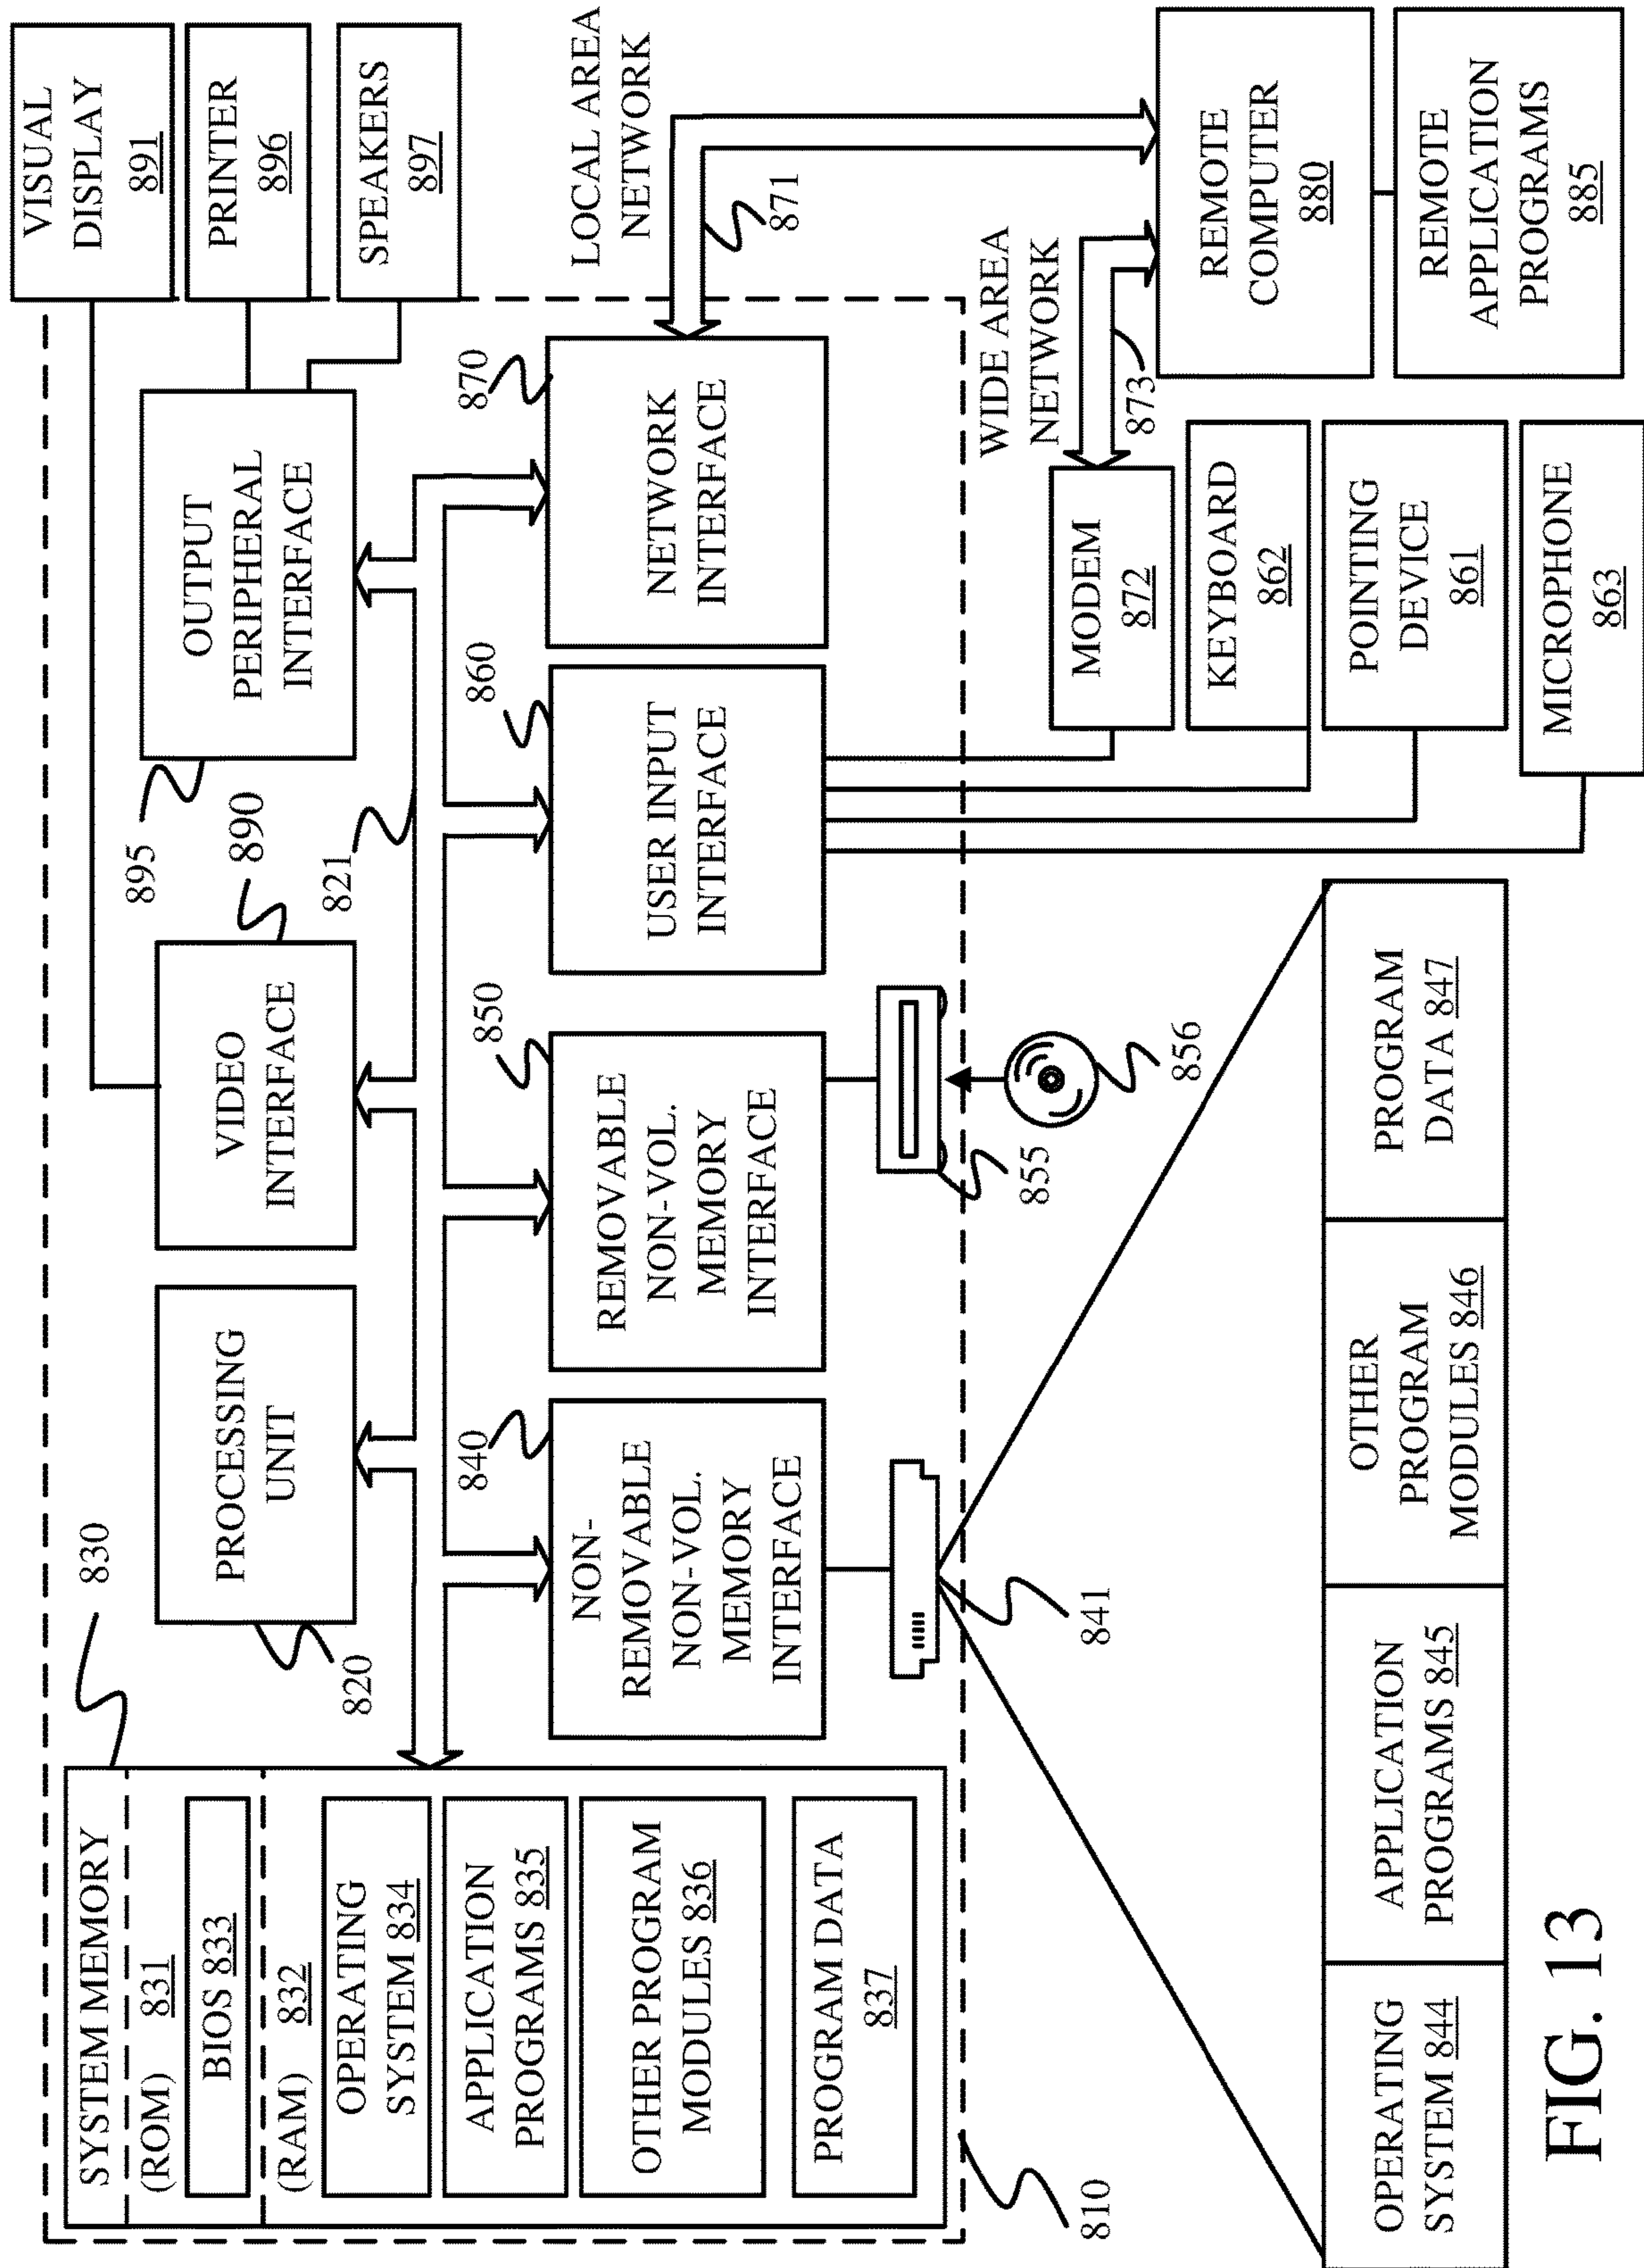 SYSTEM MEMORY
(ROM) 831
BIOS 833
(RAM) 832
OPERATING
SYSTEM 834
APPLICATION
PROGRAMS 835
OTHER PROGRAM
MODULES 836
PROGRAM DATA
837
810
830
PROCESSING
UNIT
820
VIDEO
INTERFACE
890
OUTPUT
PERIPHERAL
INTERFACE
895
821
VISUAL
DISPLAY
891
PRINTER
896
SPEAKERS
897
NON-
REMOVABLE
NON-VOL.
MEMORY
INTERFACE
840
REMOVABLE
NON-VOL.
MEMORY
INTERFACE
850
USER INPUT
INTERFACE
860
NETWORK
INTERFACE
870
LOCAL AREA
NETWORK
871
841
855
856
WIDE AREA
NETWORK
873
MODEM
872
KEYBOARD
862
POINTING
DEVICE
861
MICROPHONE
863
REMOTE
COMPUTER
880
REMOTE
APPLICATION
PROGRAMS
885
OPERATING
SYSTEM 844
APPLICATION
PROGRAMS 845
OTHER
PROGRAM
MODULES 846
PROGRAM
DATA 847
FIG. 13